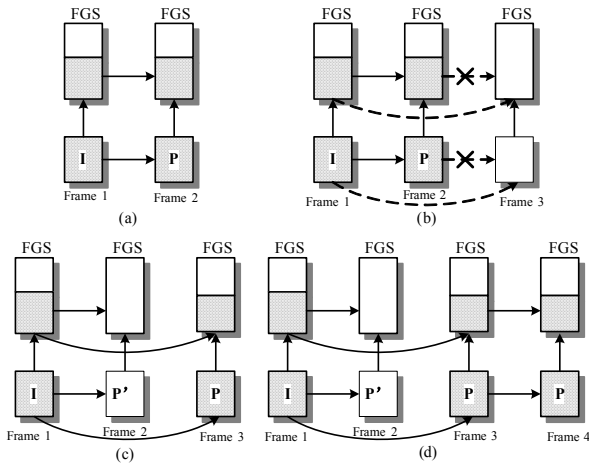 FGS FGS
I P
Frame 1 Frame 2
(a)
FGS FGS FGS
I P
Frame 1 Frame 2 Frame 3
(b)
FGS FGS FGS
I P' P
Frame 1 Frame 2 Frame 3
(c)
FGS FGS FGS FGS
I P' P P
Frame 1 Frame 2 Frame 3 Frame 4
(d)